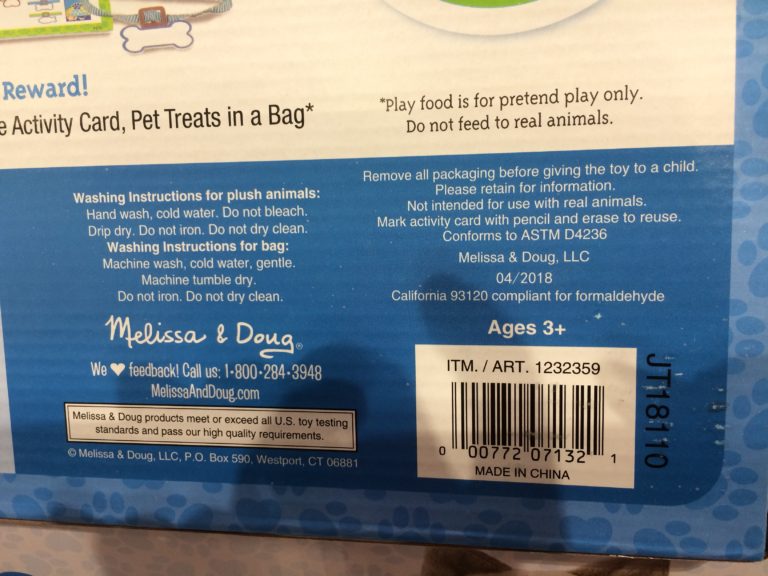 Reward!
e Activity Card, Pet Treats in a Bag*
*Play food is for pretend play only.
Do not feed to real animals.
Washing Instructions for plush animals:
Hand wash, cold water. Do not bleach.
Drip dry. Do not iron. Do not dry clean.
Washing Instructions for bag:
Machine wash, cold water, gentle.
Machine tumble dry.
Do not iron. Do not dry clean.
Melissa & Doug®
We ♥ feedback! Call us: 1-800-284-3948
MelissaAndDoug.com
Melissa & Doug products meet or exceed all U.S. toy testing
standards and pass our high quality requirements.
© Melissa & Doug, LLC, P.O. Box 590, Westport, CT 06881
Remove all packaging before giving the toy to a child.
Please retain for information.
Not intended for use with real animals.
Mark activity card with pencil and erase to reuse.
Conforms to ASTM D4236
Melissa & Doug, LLC
04/2018
California 93120 compliant for formaldehyde
Ages 3+
ITM. / ART. 1232359
0 00772 07132 1
MADE IN CHINA
JT18110